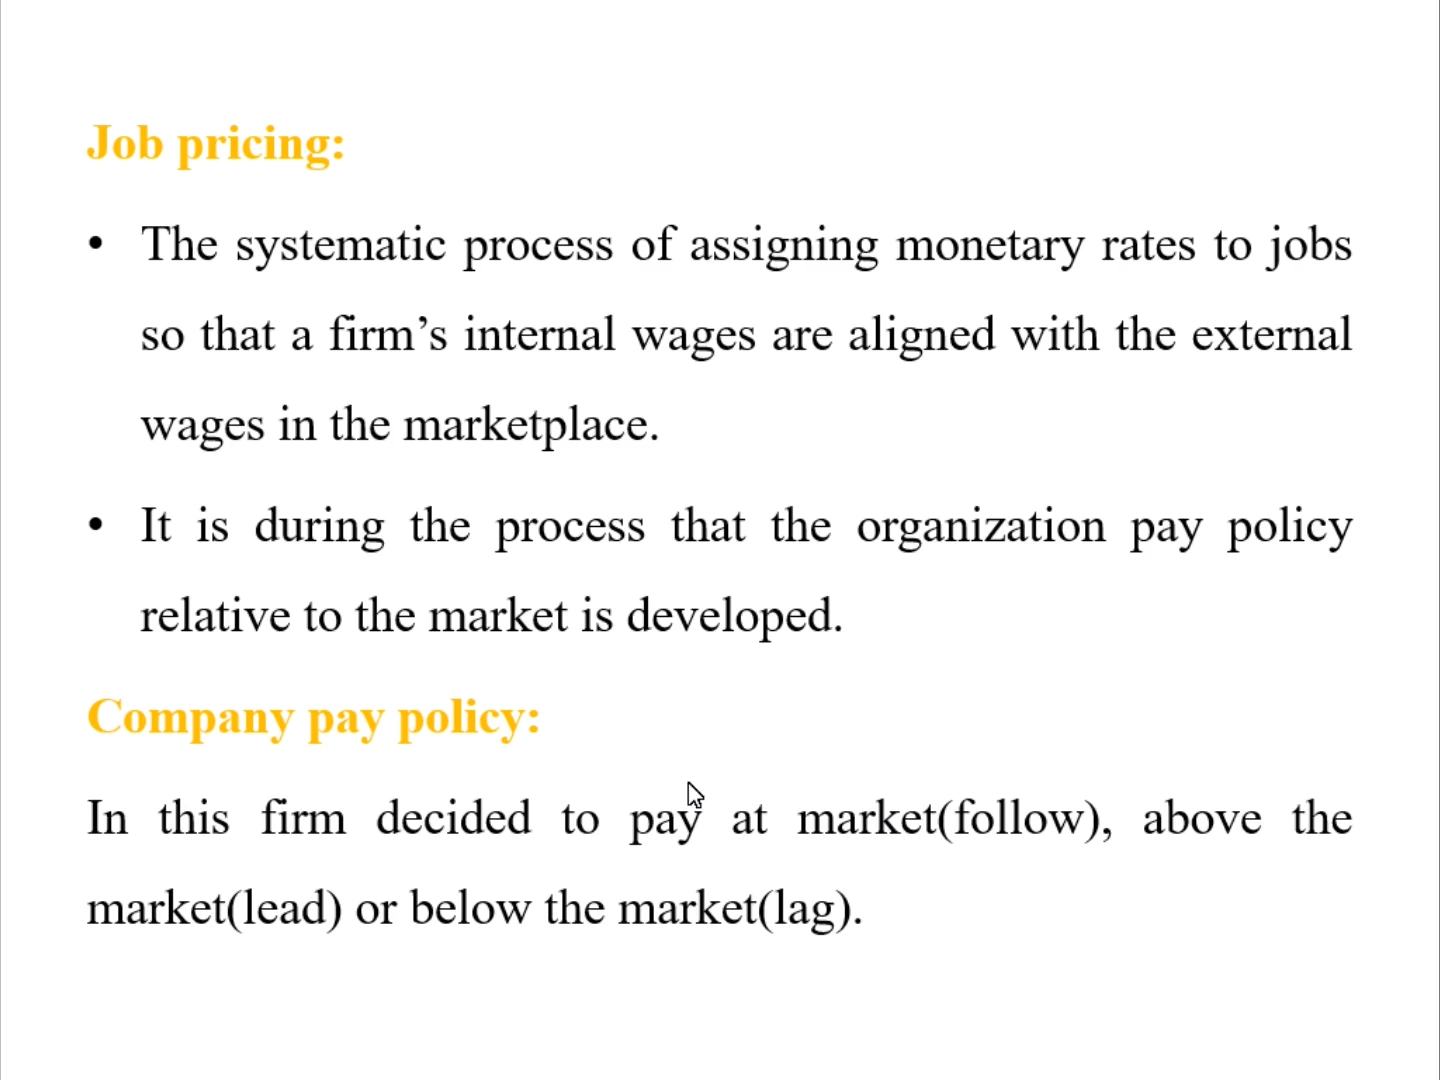 Job pricing:
• The systematic process of assigning monetary rates to jobs
so that a firm’s internal wages are aligned with the external
wages in the marketplace.
• It is during the process that the organization pay policy
relative to the market is developed.
Company pay policy:
In this firm decided to pay at market(follow), above the
market(lead) or below the market(lag).